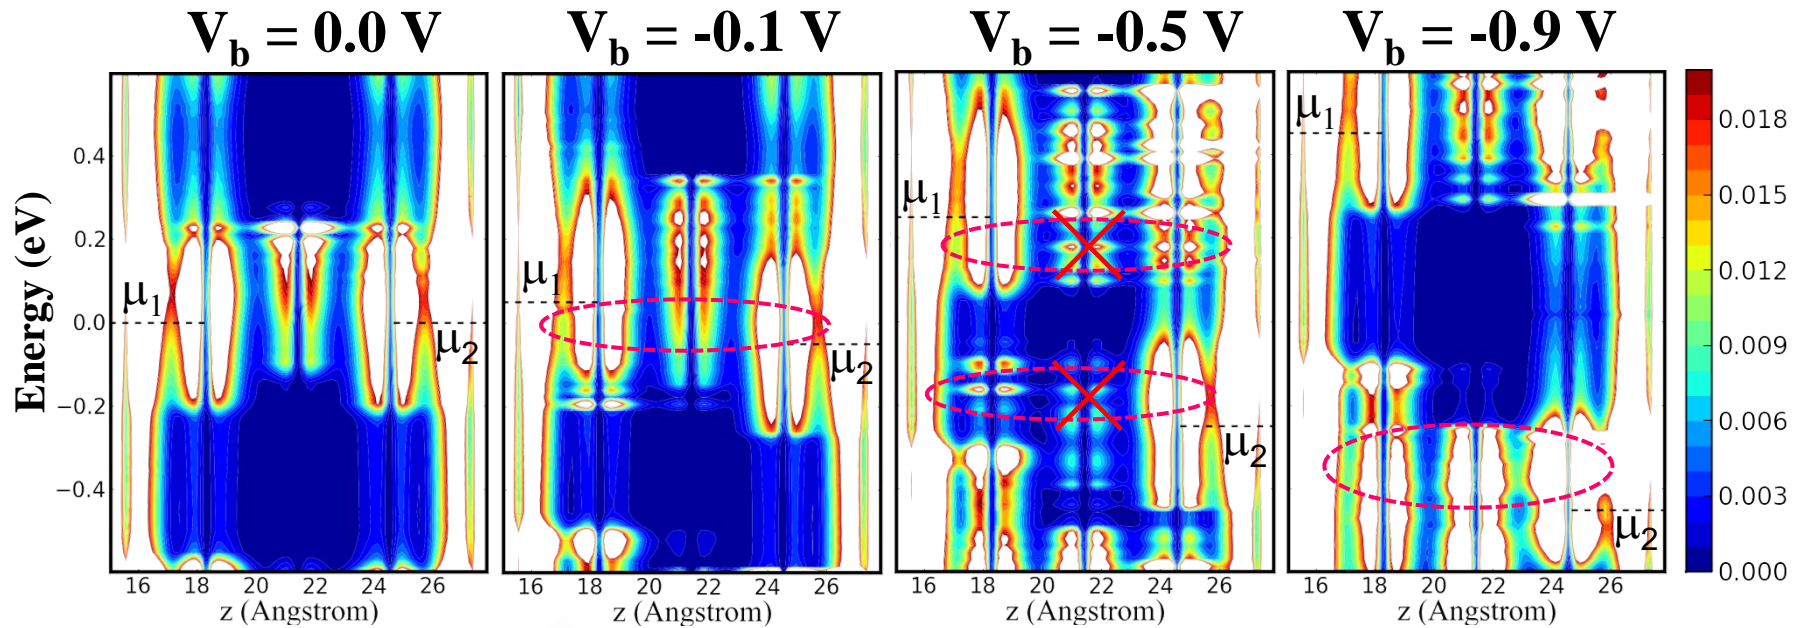 V_b = 0.0 V
V_b = -0.1 V
V_b = -0.5 V
V_b = -0.9 V
Energy (eV)
0.4
0.2
0.0
−0.2
−0.4
μ1
μ2
μ1
μ2
μ1
μ2
μ1
μ2
16 18 20 22 24 26
16 18 20 22 24 26
16 18 20 22 24 26
16 18 20 22 24 26
z (Angstrom)
z (Angstrom)
z (Angstrom)
z (Angstrom)
0.018
0.015
0.012
0.009
0.006
0.003
0.000